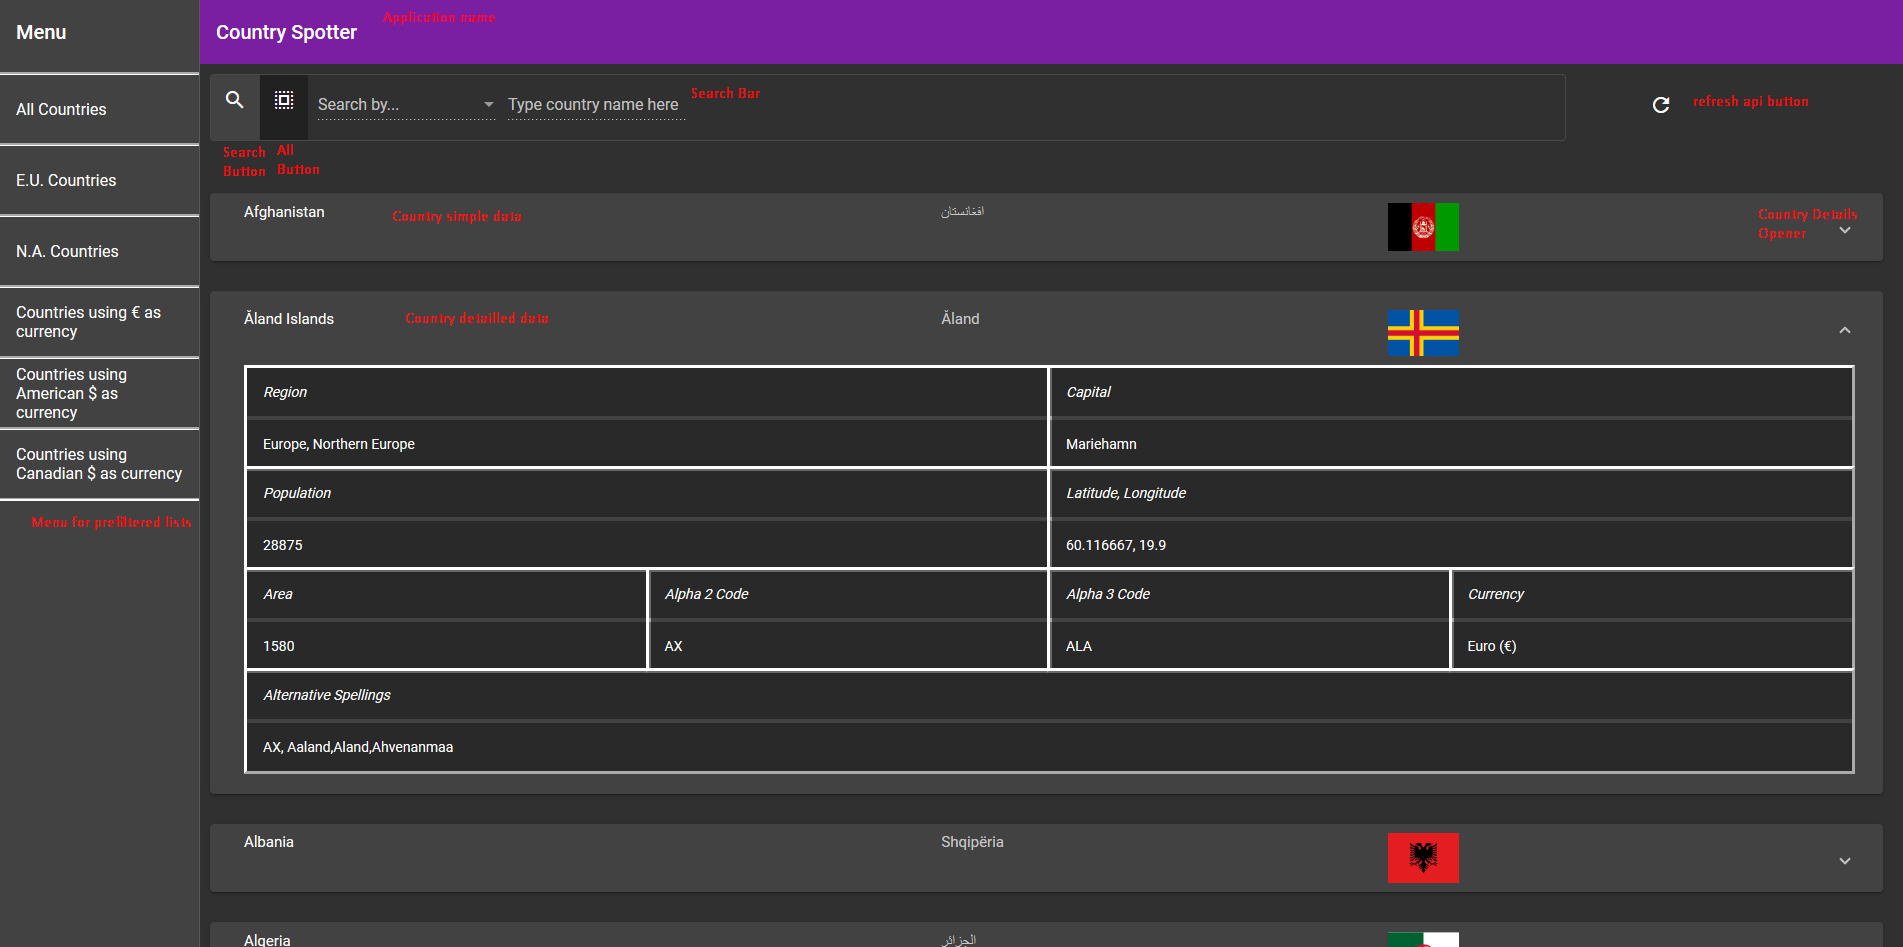 Menu
Application name
Country Spotter
All Countries
E.U. Countries
N.A. Countries
Countries using € as
currency
Countries using
American $ as
currency
Countries using
Canadian $ as currency
Menu for prefiltered lists
Search by...
Type country name here
Search Bar
refresh api button
Search
Button
All
Button
Afghanistan
Country simple data
افغانستان
Country Details
Opener
Åland Islands
Country detailled data
Åland
Region
Capital
Europe, Northern Europe
Mariehamn
Population
Latitude, Longitude
28875
60.116667, 19.9
Area
Alpha 2 Code
Alpha 3 Code
Currency
1580
AX
ALA
Euro (€)
Alternative Spellings
AX, Aaland,Aland,Ahvenanmaa
Albania
Shqipëria
Algeria
الجزائر